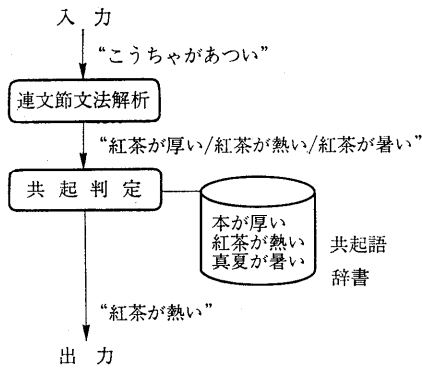 入 力
“こうちゃがあつい”
連文節文法解析
“紅茶が厚い/紅茶が熱い/紅茶が暑い”
共 起 判 定
本が厚い
紅茶が熱い
真夏が暑い
共起語
辞書
“紅茶が熱い”
出 力